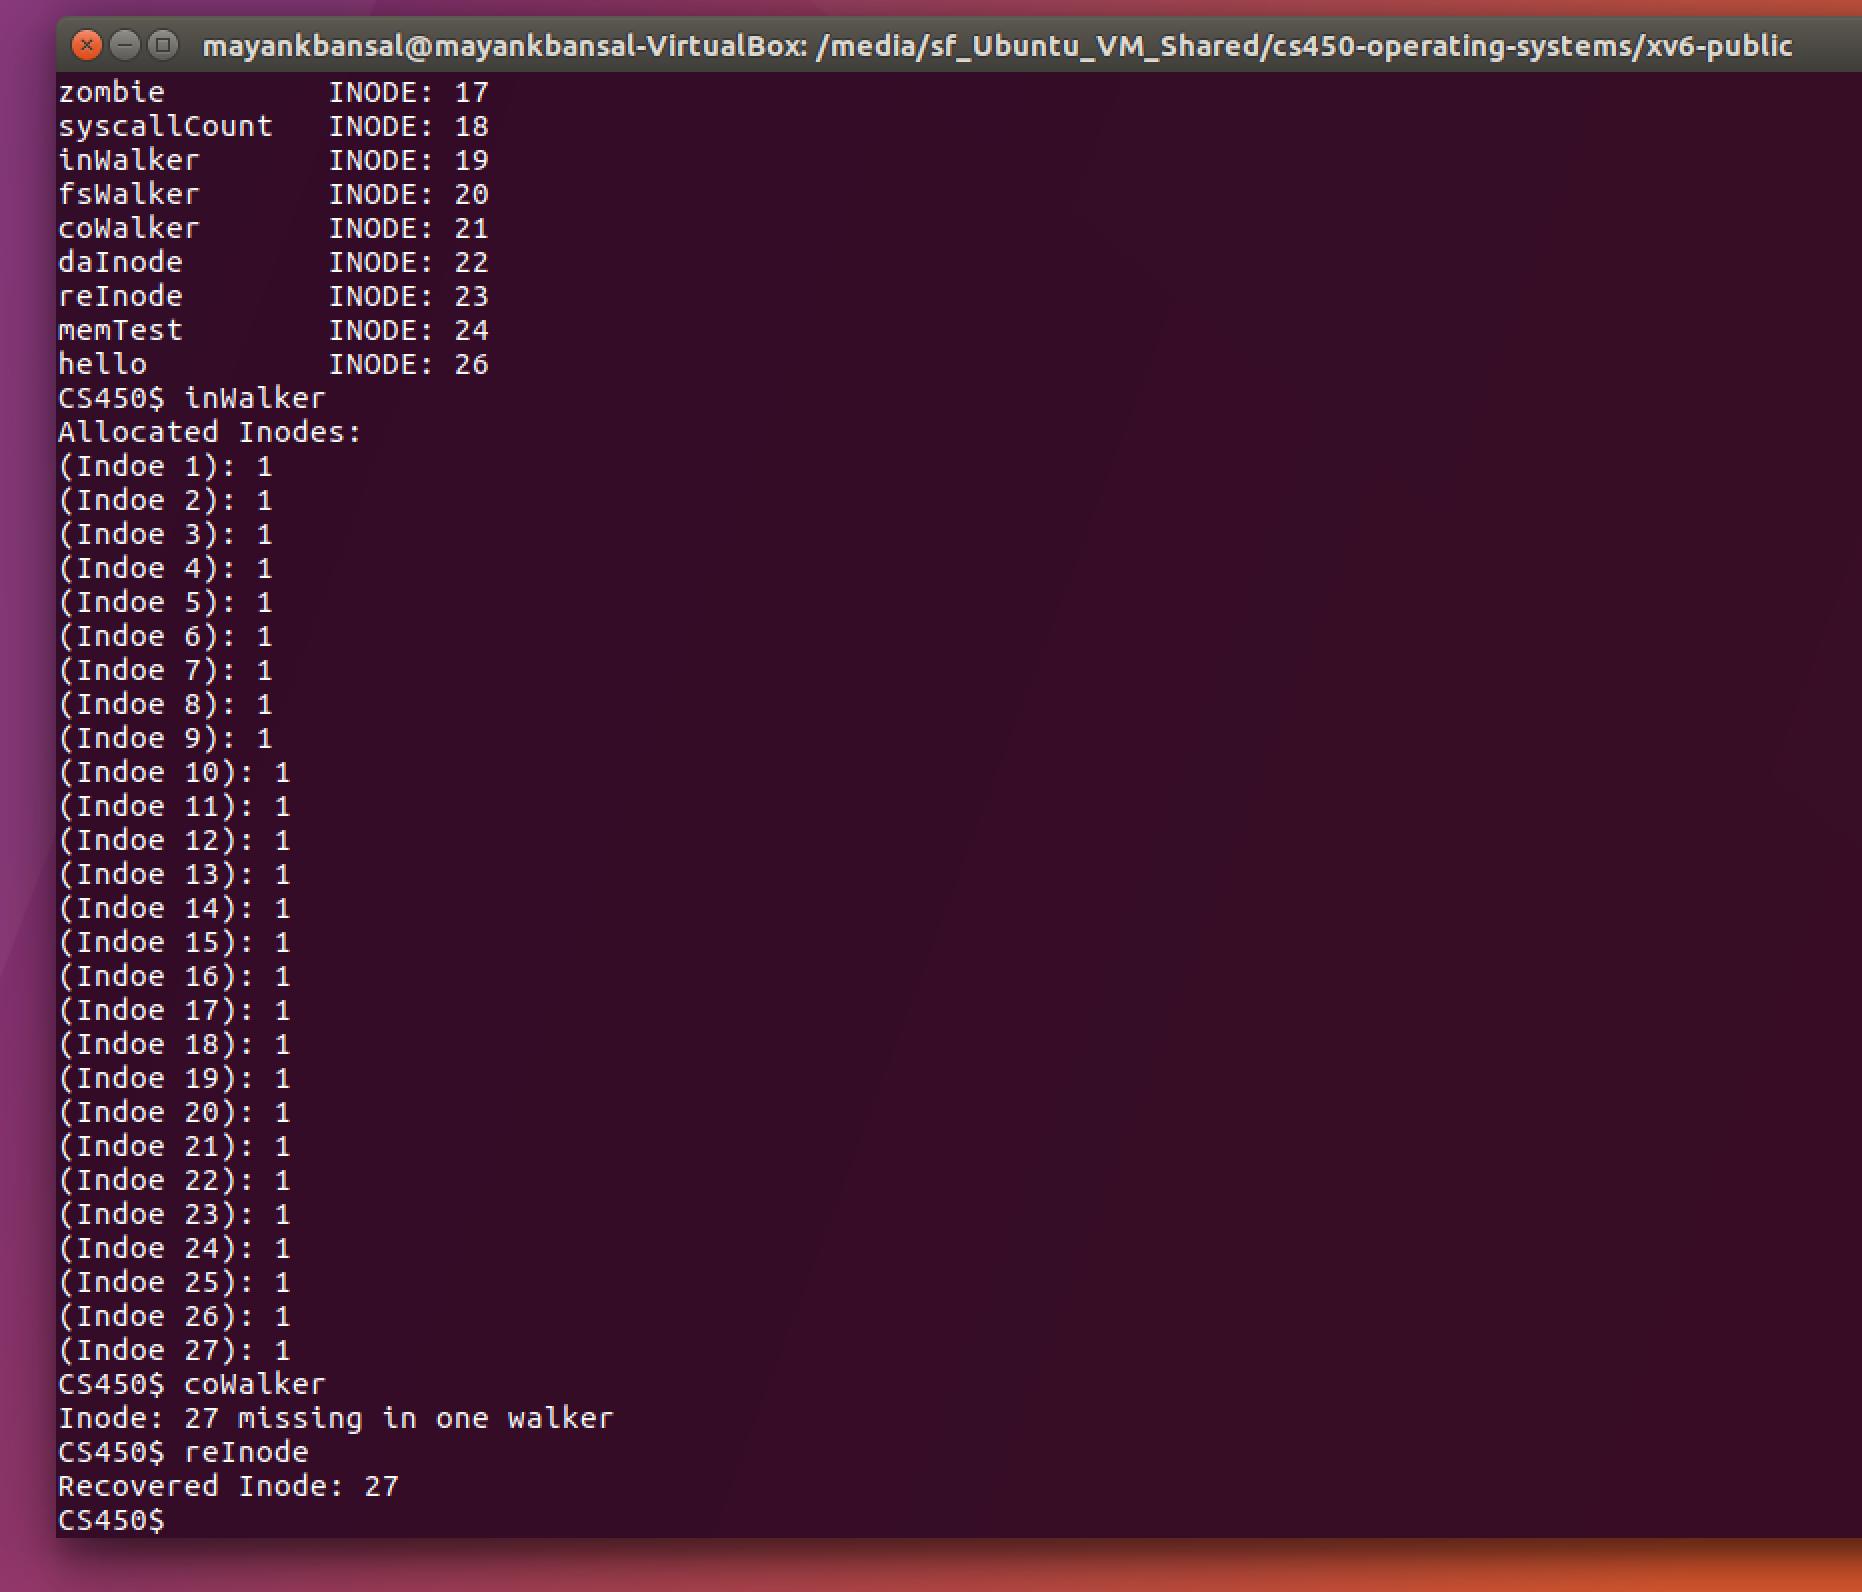 mayankbansal@mayankbansal-VirtualBox: /media/sf_Ubuntu_VM_Shared/cs450-operating-systems/xv6-public
zombie         INODE: 17
syscallCount   INODE: 18
inWalker       INODE: 19
fsWalker       INODE: 20
coWalker       INODE: 21
daInode        INODE: 22
reInode        INODE: 23
memTest        INODE: 24
hello          INODE: 26
CS450$ inWalker
Allocated Inodes:
(Indoe 1): 1
(Indoe 2): 1
(Indoe 3): 1
(Indoe 4): 1
(Indoe 5): 1
(Indoe 6): 1
(Indoe 7): 1
(Indoe 8): 1
(Indoe 9): 1
(Indoe 10): 1
(Indoe 11): 1
(Indoe 12): 1
(Indoe 13): 1
(Indoe 14): 1
(Indoe 15): 1
(Indoe 16): 1
(Indoe 17): 1
(Indoe 18): 1
(Indoe 19): 1
(Indoe 20): 1
(Indoe 21): 1
(Indoe 22): 1
(Indoe 23): 1
(Indoe 24): 1
(Indoe 25): 1
(Indoe 26): 1
(Indoe 27): 1
CS450$ coWalker
Inode: 27 missing in one walker
CS450$ reInode
Recovered Inode: 27
CS450$